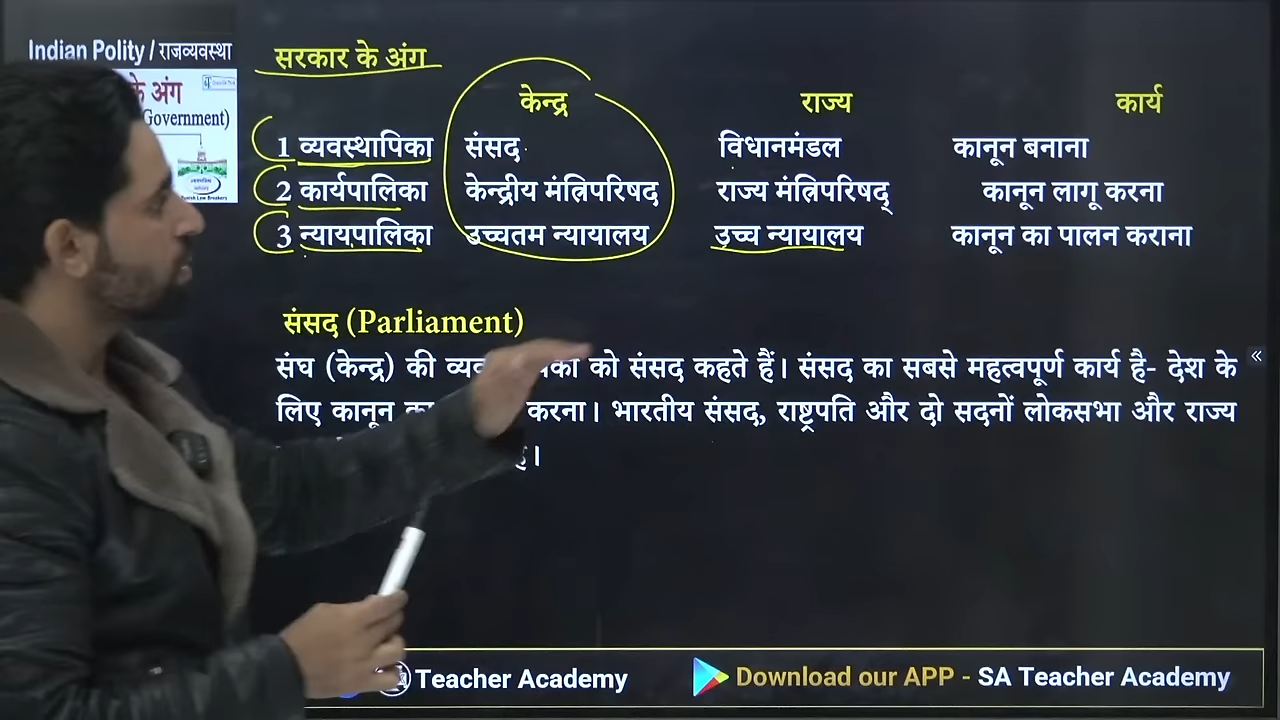 Indian Polity / राजव्यवस्था
के अंग
Government)
सरकार के अंग
केन्द्र राज्य कार्य
1 व्यवस्थापिका संसद विधानमंडल कानून बनाना
2 कार्यपालिका केन्द्रीय मंत्रिपरिषद राज्य मंत्रिपरिषद् कानून लागू करना
3 न्यायपालिका उच्चतम न्यायालय उच्च न्यायालय कानून का पालन कराना
संसद (Parliament)
संघ (केन्द्र) की को संसद कहते हैं। संसद का सबसे महत्वपूर्ण कार्य है- देश के
लिए कानून करना। भारतीय संसद, राष्ट्रपति और दो सदनों लोकसभा और राज्य
«
Teacher Academy
Download our APP - SA Teacher Academy